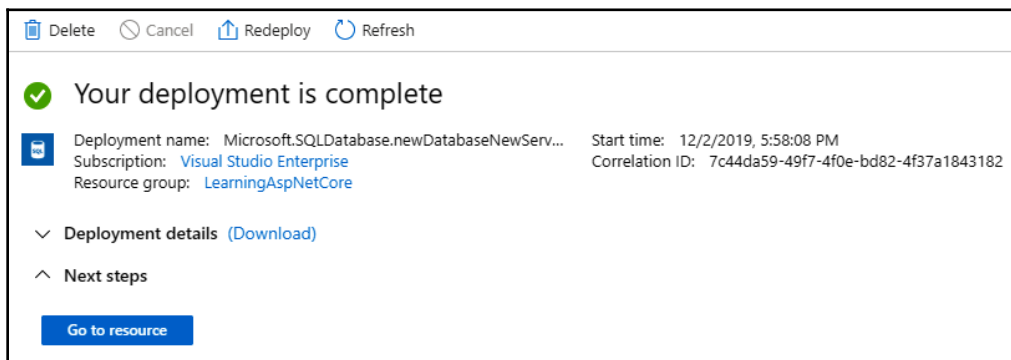 Delete Cancel Redeploy Refresh
Your deployment is complete
SQL
Deployment name: Microsoft.SQLDatabase.newDatabaseNewServ... Start time: 12/2/2019, 5:58:08 PM
Subscription: Visual Studio Enterprise Correlation ID: 7c44da59-49f7-4f0e-bd82-4f37a1843182
Resource group: LearningAspNetCore
Deployment details (Download)
Next steps
Go to resource